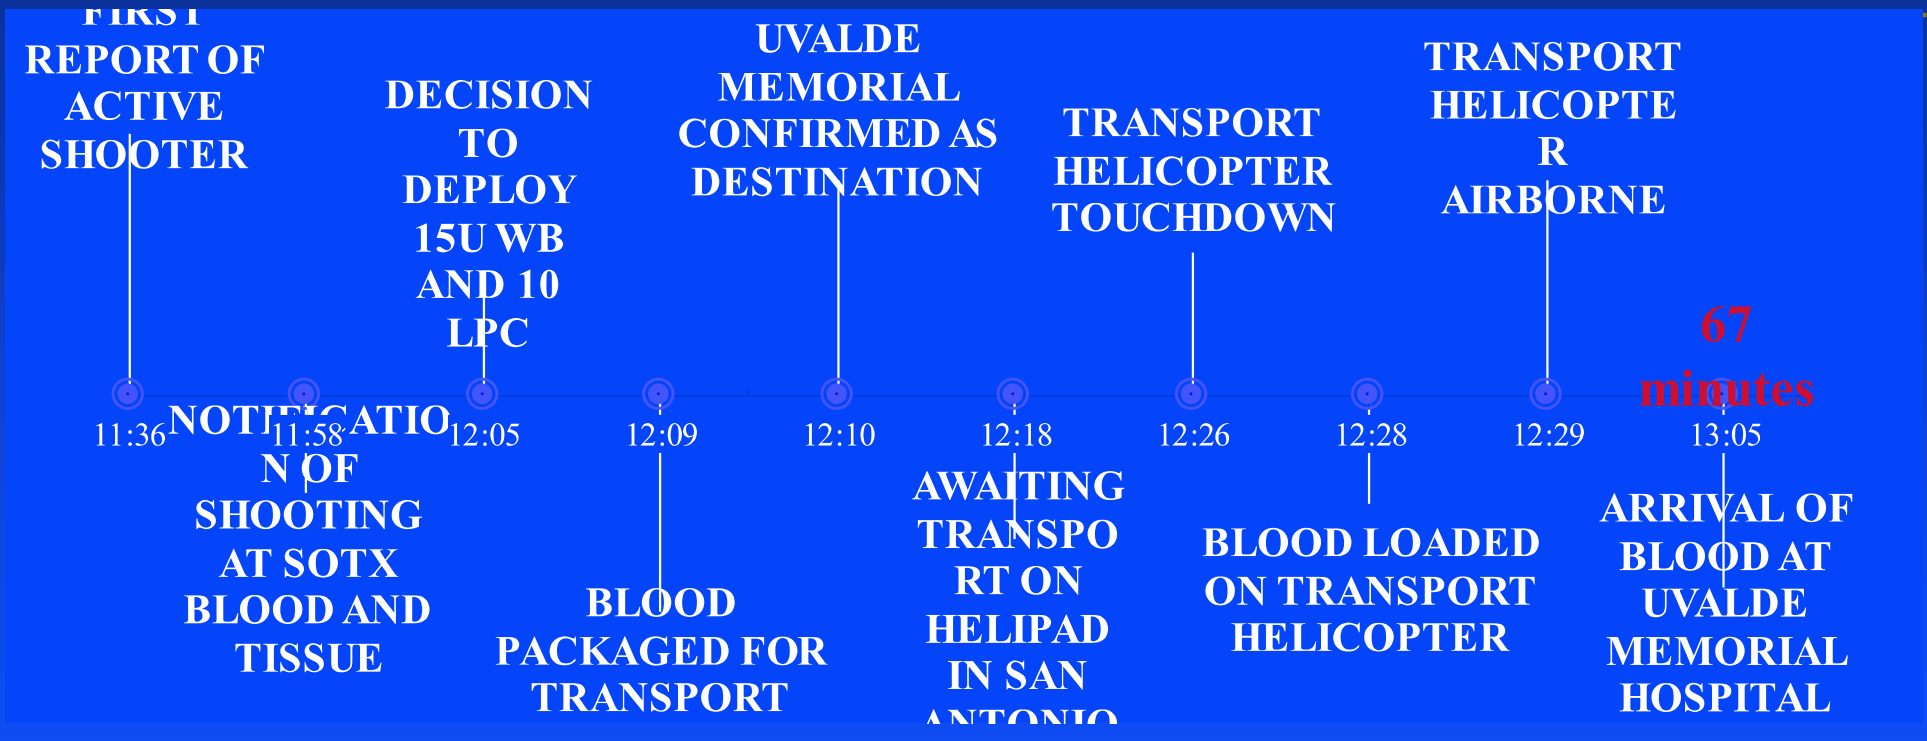 FIRST
REPORT OF
ACTIVE
SHOOTER
11:36
NOTIFICATIO
N OF
SHOOTING
AT SOTX
BLOOD AND
TISSUE
11:58
DECISION
TO
DEPLOY
15U WB
AND 10
LPC
12:05
BLOOD
PACKAGED FOR
TRANSPORT
12:09
UVALDE
MEMORIAL
CONFIRMED AS
DESTINATION
12:10
AWAITING
TRANSPO
RT ON
HELIPAD
IN SAN
ANTONIO
12:18
TRANSPORT
HELICOPTER
TOUCHDOWN
12:26
BLOOD LOADED
ON TRANSPORT
HELICOPTER
12:28
TRANSPORT
HELICOPTE
R
AIRBORNE
12:29
67
minutes
13:05
ARRIVAL OF
BLOOD AT
UVALDE
MEMORIAL
HOSPITAL